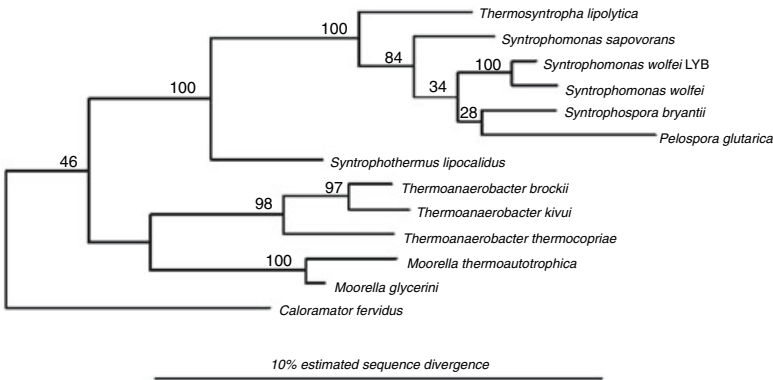 Thermosyntropha lipolytica
100
Syntrophomonas sapovorans
84
Syntrophomonas wolfei LYB
100
34
100
Syntrophomonas wolfei
Syntrophospora bryantii
28
Pelospora glutarica
46
Syntrophothermus lipocalidus
97
Thermoanaerobacter brockii
98
Thermoanaerobacter kivui
Thermoanaerobacter thermocopriae
100
Moorella thermoautotrophica
Moorella glycerini
Caloramator fervidus
10% estimated sequence divergence